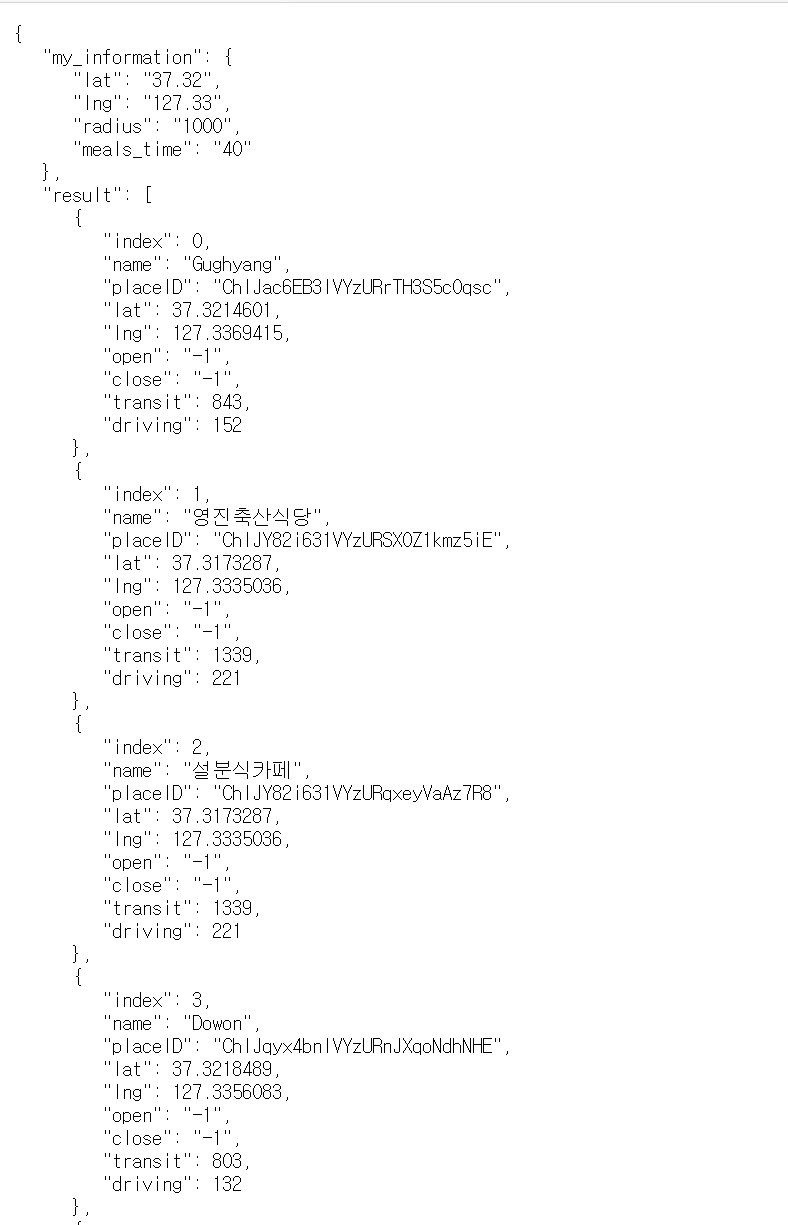 {
"my_information": {
"lat": "37.32",
"lng": "127.33",
"radius": "1000",
"meals_time": "40"
},
"result": [
{
"index": 0,
"name": "Gughyang",
"placeID": "ChIJac6EB3lVYzURrTH3S5c0qsc",
"lat": 37.3214601,
"lng": 127.3369415,
"open": "-1",
"close": "-1",
"transit": 843,
"driving": 152
},
{
"index": 1,
"name": "영진축산식당",
"placeID": "ChIJY82i631VYzURSX0Z1kmz5iE",
"lat": 37.3173287,
"lng": 127.3335036,
"open": "-1",
"close": "-1",
"transit": 1339,
"driving": 221
},
{
"index": 2,
"name": "설분식카페",
"placeID": "ChIJY82i631VYzURqxeyVaAz7R8",
"lat": 37.3173287,
"lng": 127.3335036,
"open": "-1",
"close": "-1",
"transit": 1339,
"driving": 221
},
{
"index": 3,
"name": "Dowon",
"placeID": "ChIJqyx4bnlVYzURnJXqoNdhNHE",
"lat": 37.3218489,
"lng": 127.3356083,
"open": "-1",
"close": "-1",
"transit": 803,
"driving": 132
},
{